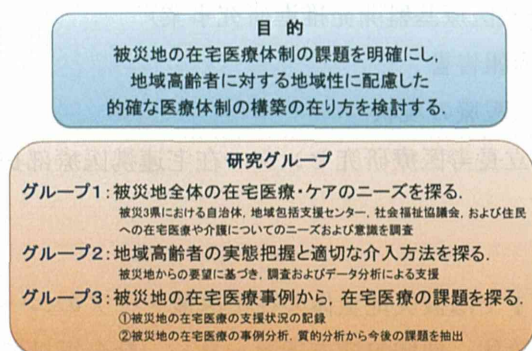 目 的
被災地の在宅医療体制の課題を明確にし,
地域高齢者に対する地域性に配慮した
的確な医療体制の構築の在り方を検討する.
研究グループ
グループ1:被災地全体の在宅医療・ケアのニーズを探る.
被災3県における自治体, 地域包括支援センター, 社会福祉協議会, および住民
への在宅医療や介護についてのニーズおよび意識を調査
グループ2:地域高齢者の実態把握と適切な介入方法を探る.
被災地からの要望に基づき, 調査およびデータ分析による支援
グループ3:被災地の在宅医療事例から, 在宅医療の課題を探る.
①被災地の在宅医療の支援状況の記録
②被災地の在宅医療の事例分析, 質的分析から今後の課題を抽出